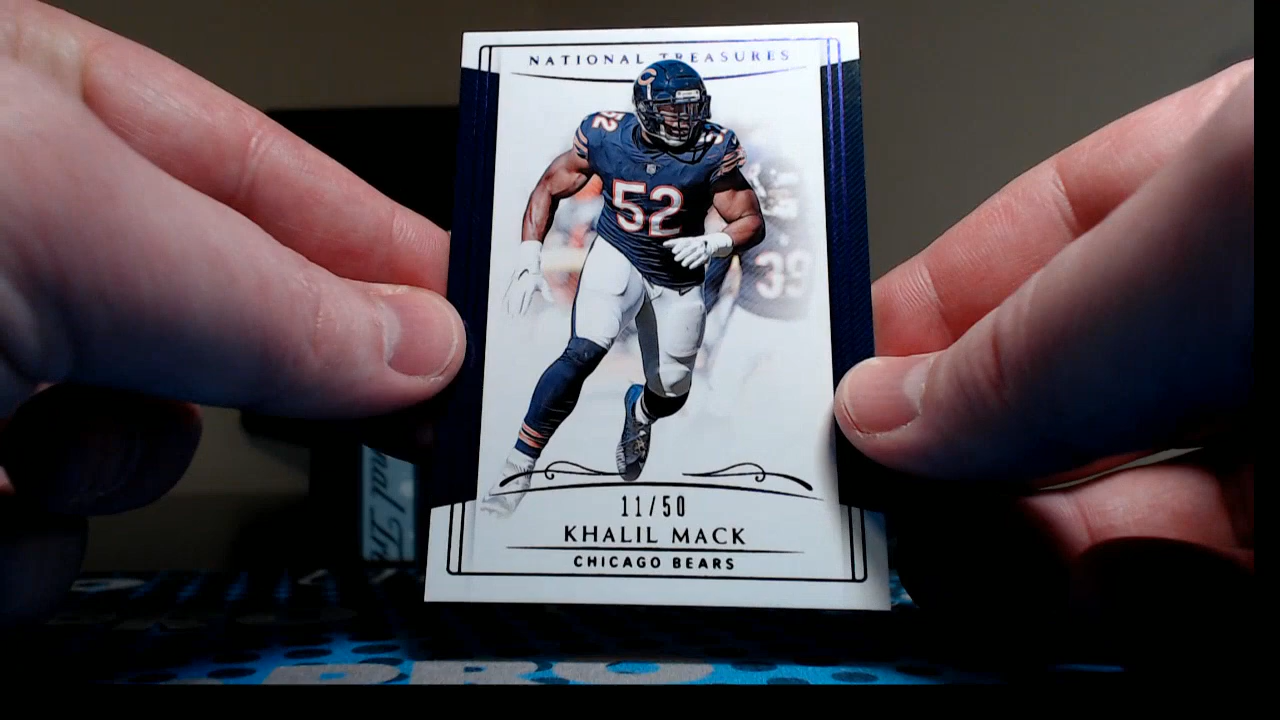 NATIONAL TREASURES
52
52
39
11/50
KHALIL MACK
CHICAGO BEARS